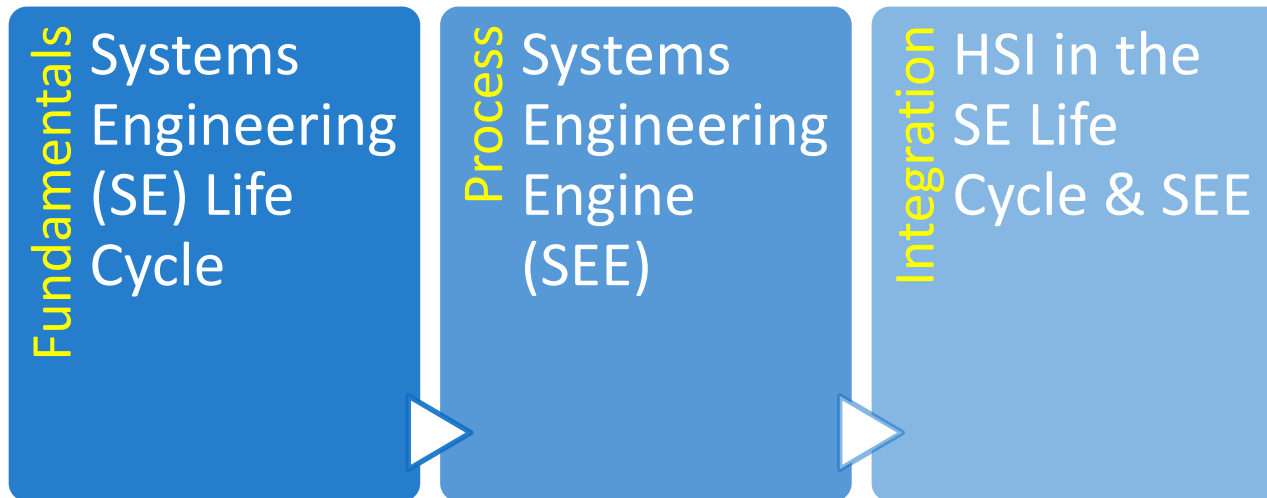 Fundamentals
Systems
Engineering
(SE) Life
Cycle
Process
Systems
Engineering
Engine
(SEE)
Integration
HSI in the
SE Life
Cycle & SEE